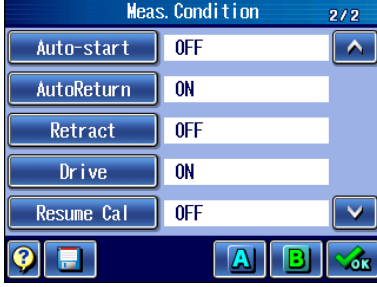 Meas. Condition 2/2
Auto-start OFF
AutoReturn ON
Retract OFF
Drive ON
Resume Cal OFF
? A B OK